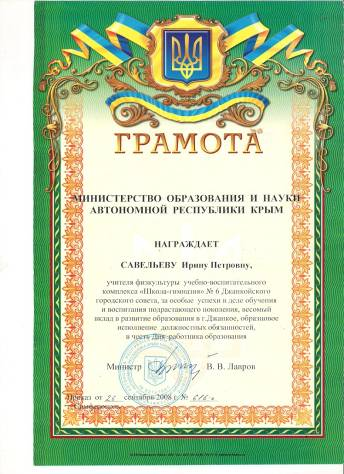 ГРАМОТА
МИНИСТЕРСТВО ОБРАЗОВАНИЯ И НАУКИ
АВТОНОМНОЙ РЕСПУБЛИКИ КРЫМ
НАГРАЖДАЕТ
САВЕЛЬЕВУ Ирину Петровну,
учителя физкультуры учебно-воспитательного
комплекса «Школа-гимназия» № 6 Джанкойского
городского совета, за особые успехи в деле обучения
и воспитания подрастающего поколения, весомый
вклад в развитие образования в г.Джанкое, образцовое
исполнение должностных обязанностей,
в честь Дня работника образования
Министр В. В. Лавров
Приказ от 26 сентября 2008 г. №
г.Симферополь